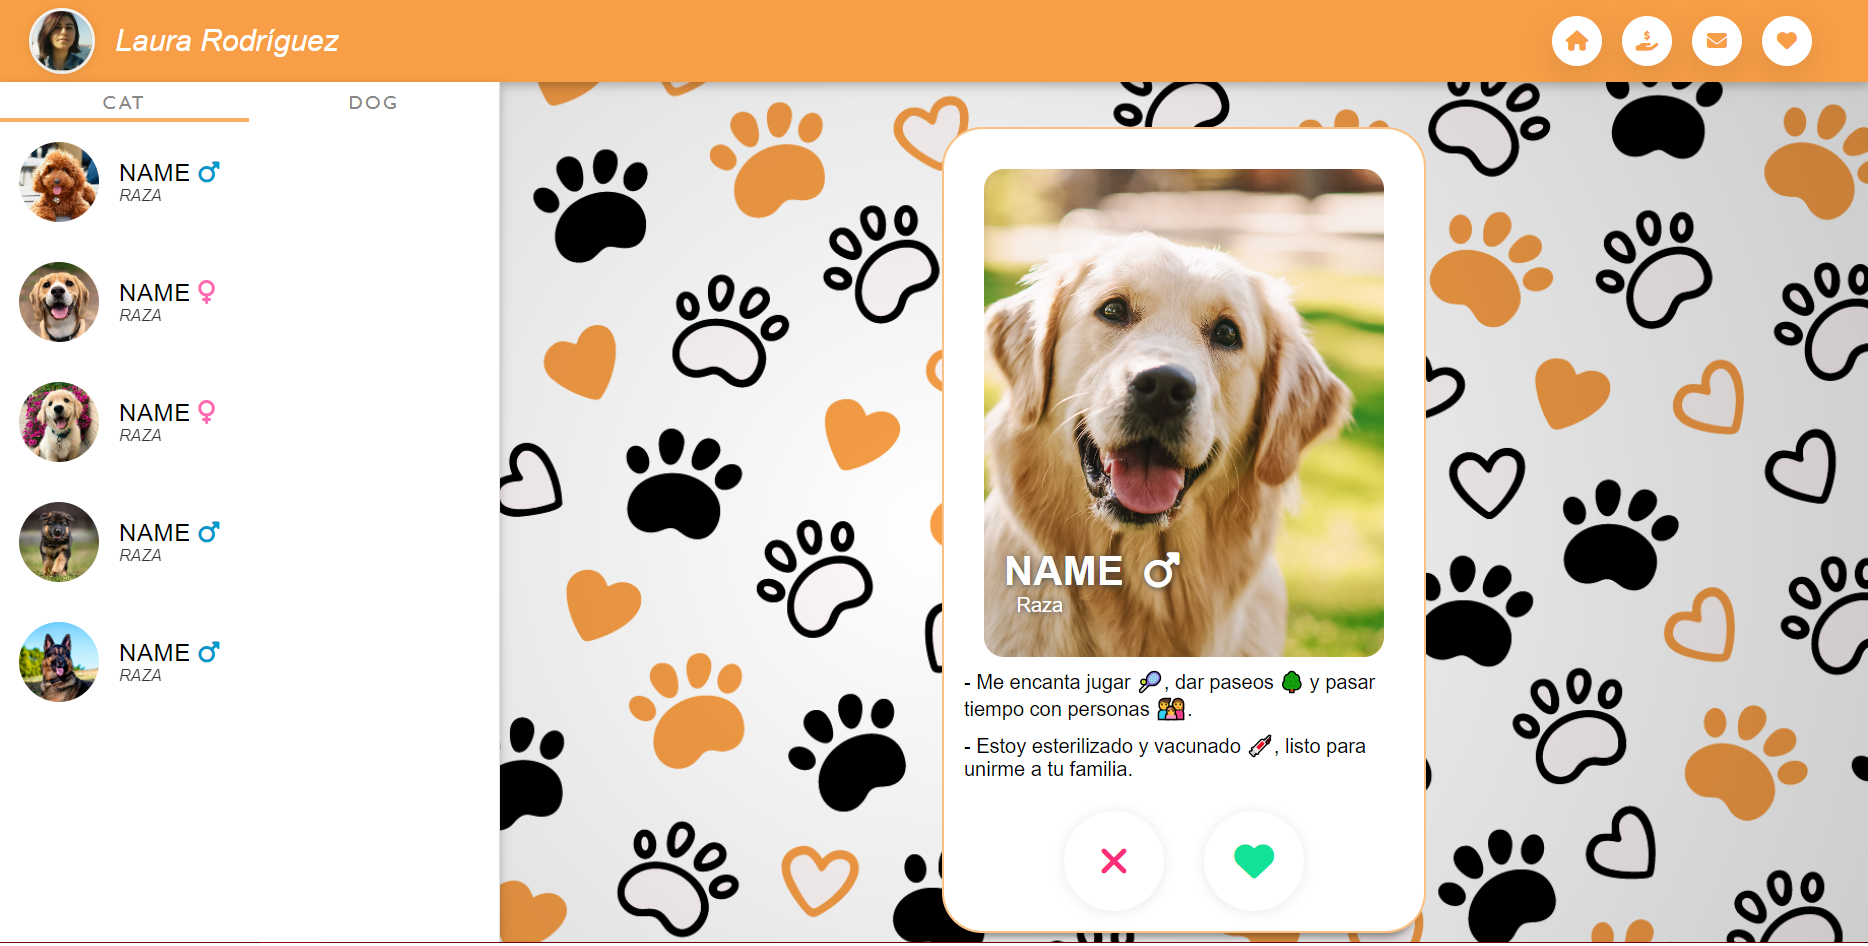 Laura Rodríguez
CAT
DOG
NAME ♂
RAZA
NAME ♀
RAZA
NAME ♀
RAZA
NAME ♂
RAZA
NAME ♂
RAZA
NAME ♂
Raza
- Me encanta jugar 🎾, dar paseos 🌳 y pasar
tiempo con personas 👨‍👩‍👧.
- Estoy esterilizado y vacunado 💉, listo para
unirme a tu familia.